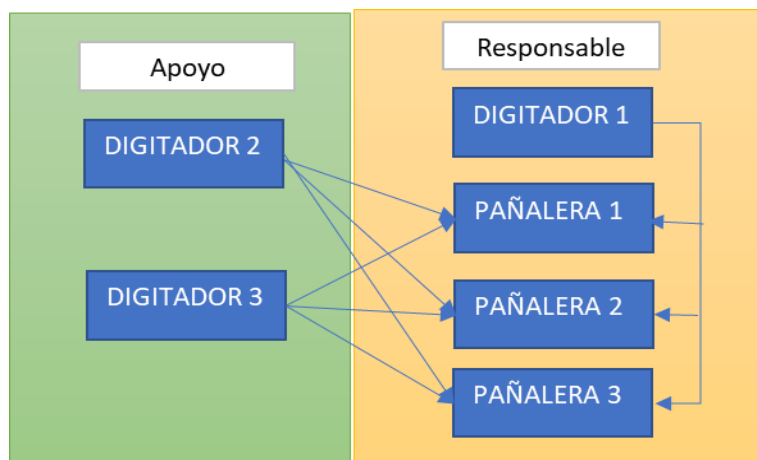 Apoyo
DIGITADOR 2
DIGITADOR 3
Responsable
DIGITADOR 1
PAÑALERA 1
PAÑALERA 2
PAÑALERA 3